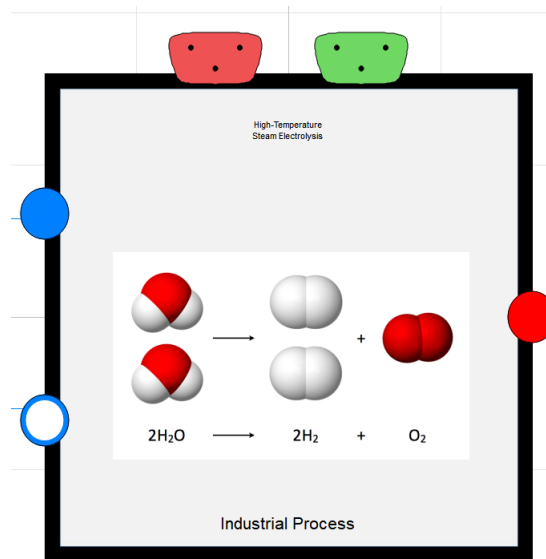 High-Temperature
Steam Electrolysis
+
2H₂O → 2H₂ + O₂
Industrial Process